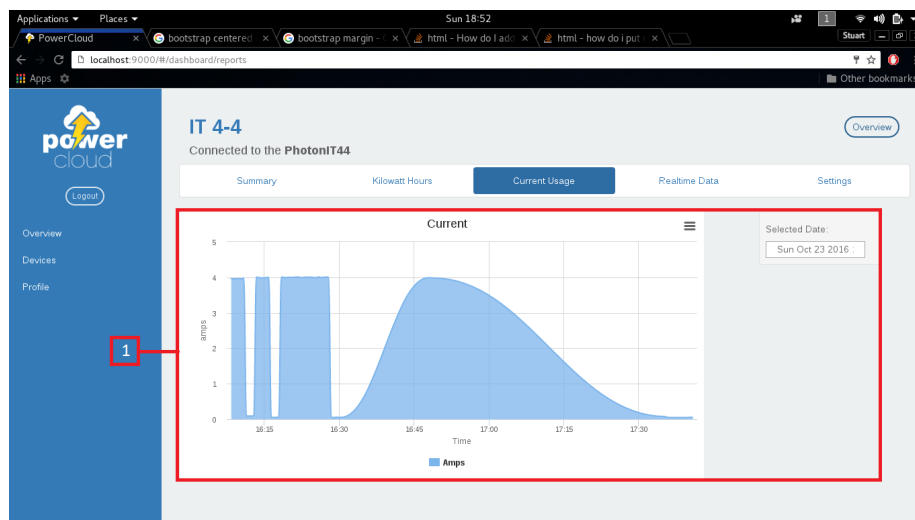 Applications ▾ Places ▾ Sun 18:52 1
PowerCloud × bootstrap centered × bootstrap margin - × html - How do I add × html - how do i put × Stuart
localhost:9000/#/dashboard/reports
Apps Other bookmarks
power
cloud
Logout
Overview
Devices
Profile
IT 4-4
Connected to the PhotonIT44
Overview
Summary Kilowatt Hours Current Usage Realtime Data Settings
Current
Selected Date:
Sun Oct 23 2016
amps
5
4
3
2
1
0
16:15 16:30 16:45 17:00 17:15 17:30
Time
Amps
1